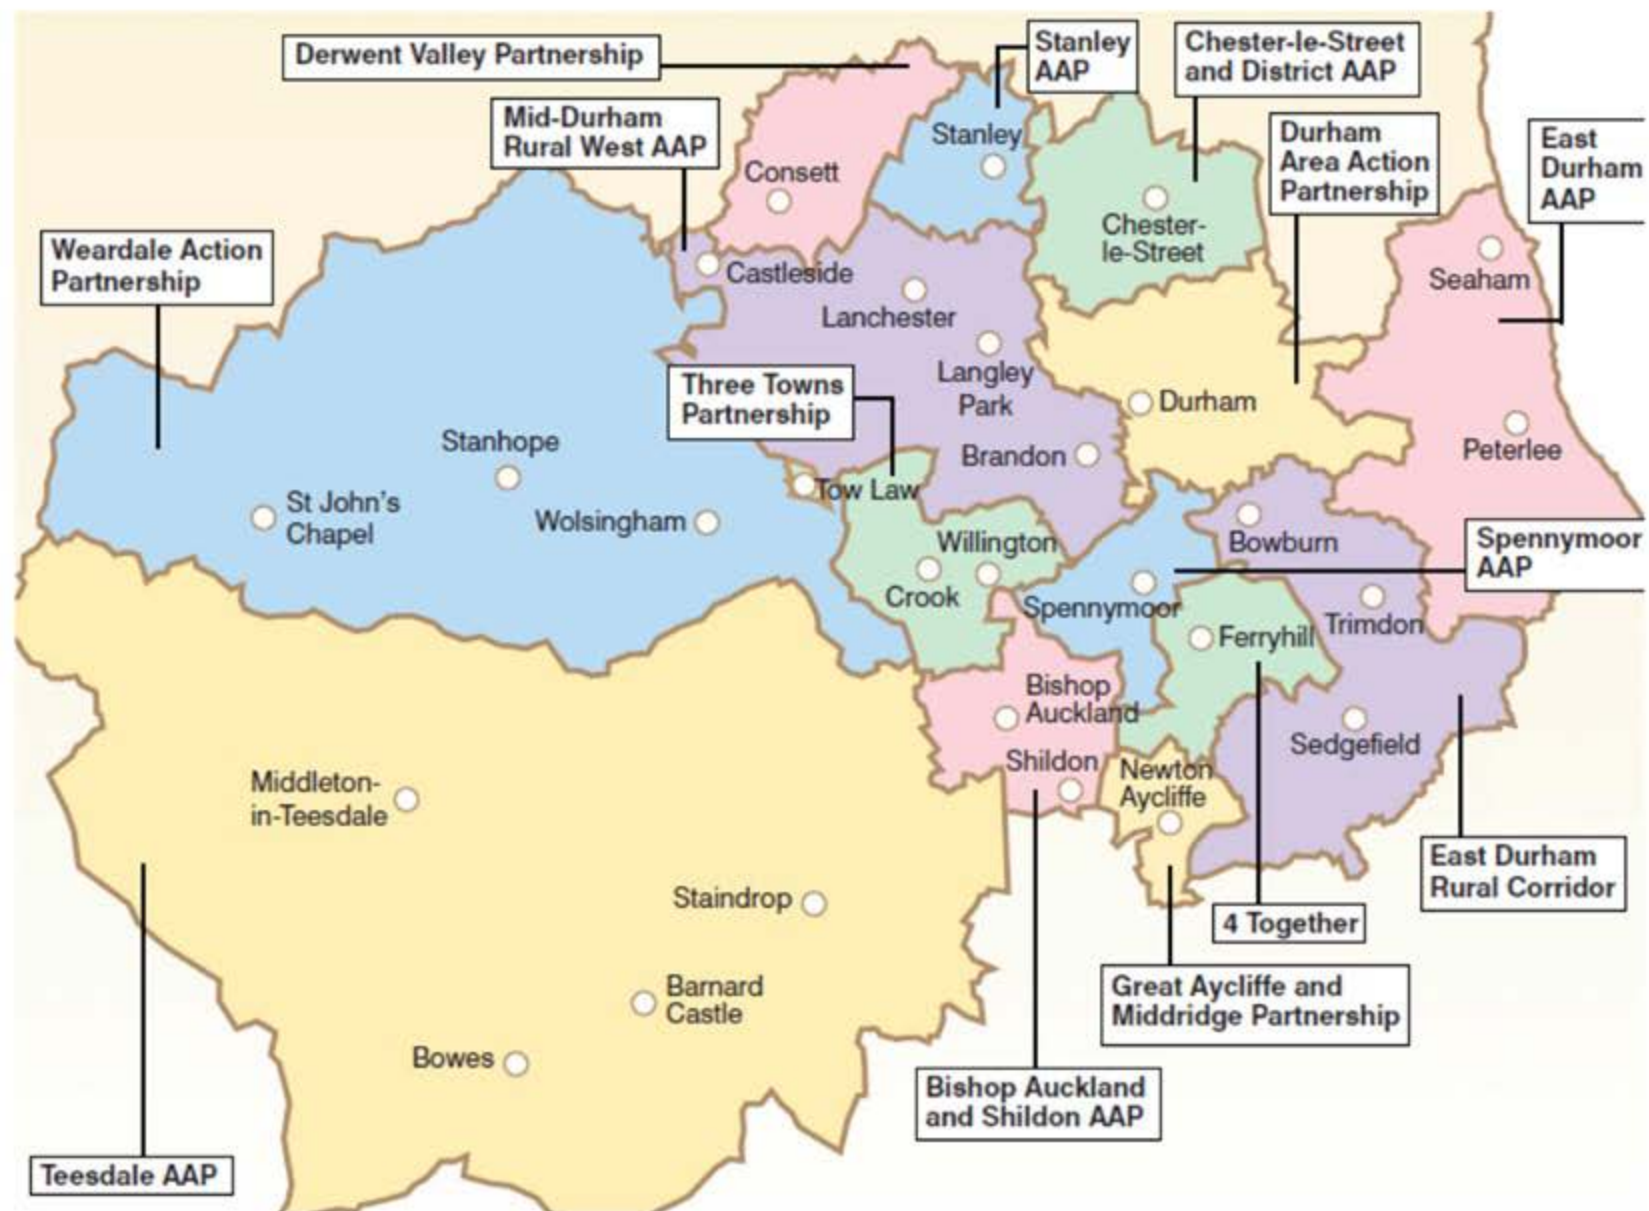 Derwent Valley Partnership
Stanley
AAP
Chester-le-Street
and District AAP
Mid-Durham
Rural West AAP
Durham
Area Action
Partnership
East
Durham
AAP
Stanley
Consett
Chester-
le-Street
Weardale Action
Partnership
Castleside
Seaham
Lanchester
Three Towns
Partnership
Langley
Park
Durham
Stanhope
Brandon
Peterlee
Tow Law
St John's
Chapel
Wolsingham
Willington
Bowburn
Spennymoor
AAP
Crook
Spennymoor
Ferryhill
Trimdon
Bishop
Auckland
Sedgefield
Shildon
Newton
Aycliffe
Middleton-
in-Teesdale
East Durham
Rural Corridor
Staindrop
4 Together
Barnard
Castle
Great Aycliffe and
Middridge Partnership
Bowes
Bishop Auckland
and Shildon AAP
Teesdale AAP